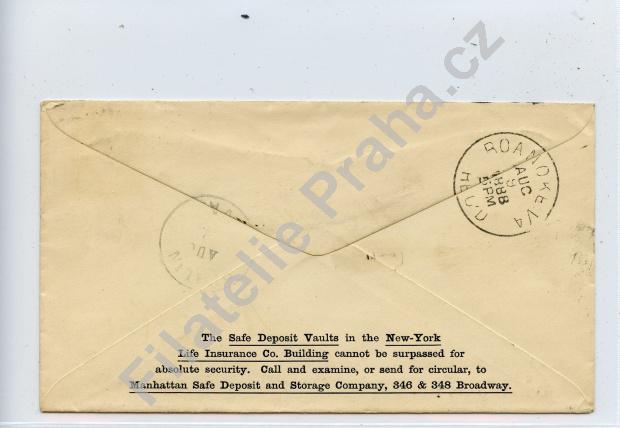 ROANOKE VA
AUG
9
1888
5 PM
REC'D
AUG
The Safe Deposit Vaults in the New-York
Life Insurance Co. Building cannot be surpassed for
absolute security. Call and examine, or send for circular, to
Manhattan Safe Deposit and Storage Company, 346 & 348 Broadway.
Filatelie Praha.cz